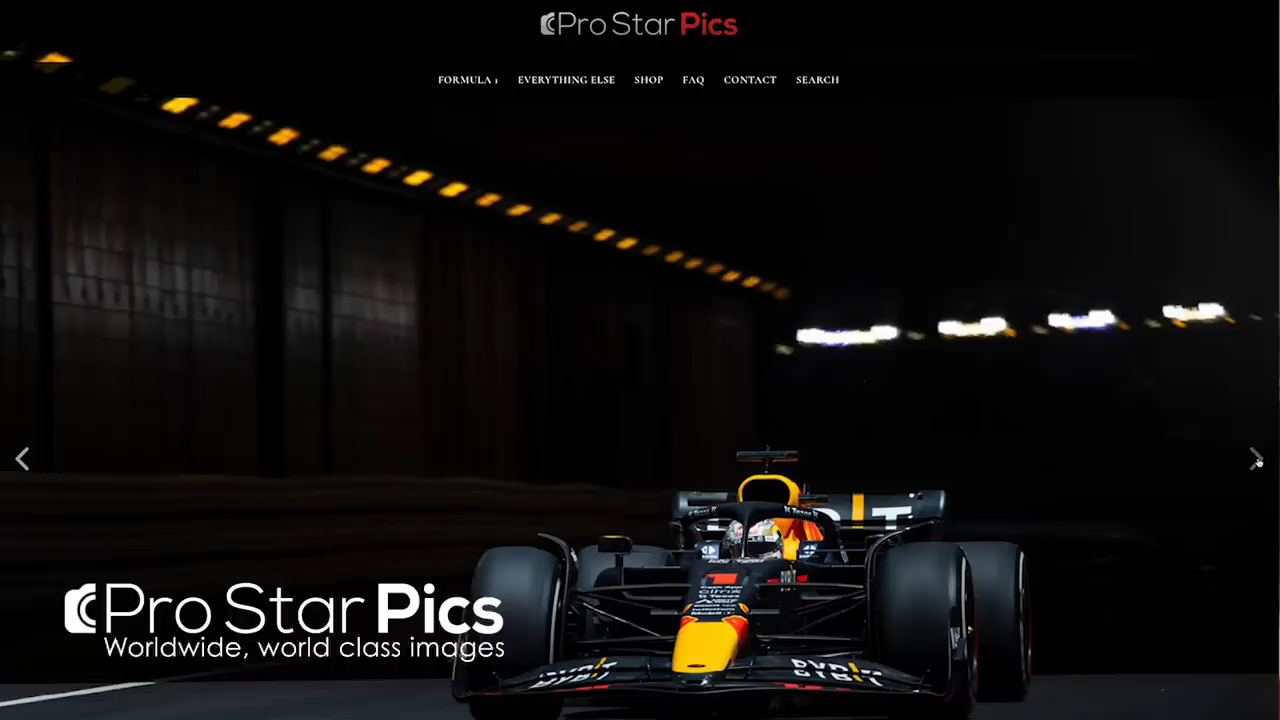 Pro Star Pics
FORMULA 1 EVERYTHING ELSE SHOP FAQ CONTACT SEARCH
Pro Star Pics
Worldwide, world class images